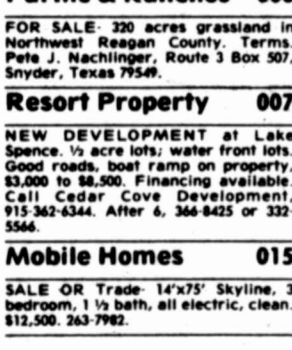 FOR SALE- 320 acres grassland in
Northwest Reagan County. Terms.
Pete J. Nachlinger, Route 3 Box 507,
Snyder, Texas 79549.
Resort Property 007
NEW DEVELOPMENT at Lake
Spence. ½ acre lots; water front lots.
Good roads, boat ramp on property,
$3,000 to $8,500. Financing available.
Call Cedar Cove Development,
915-362-6344. After 6, 366-8425 or 332-
5566.
Mobile Homes 015
SALE OR Trade- 14'x75' Skyline, 3
bedroom, 1 ½ bath, all electric, clean.
$12,500. 263-7982.